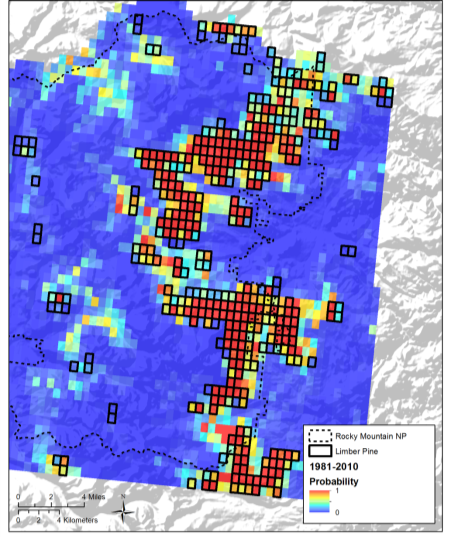 Rocky Mountain NP
Limber Pine
1981-2010
Probability
1
0
0 2 4 Miles
0 2 4 Kilometers
N